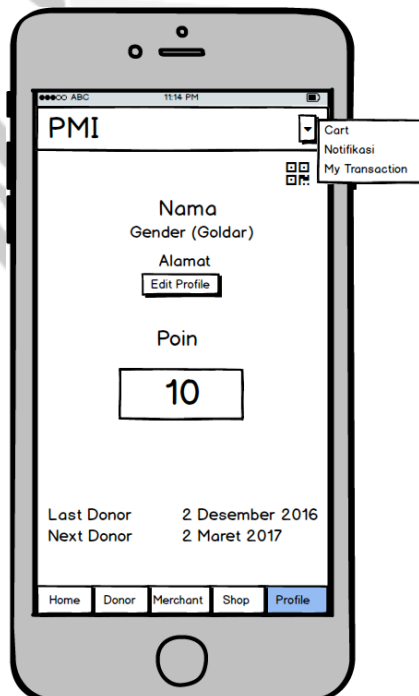 ABC 11:14 PM
PMI
Cart
Notifikasi
My Transaction
Nama
Gender (Goldar)
Alamat
Edit Profile
Poin
10
Last Donor 2 Desember 2016
Next Donor 2 Maret 2017
Home Donor Merchant Shop Profile